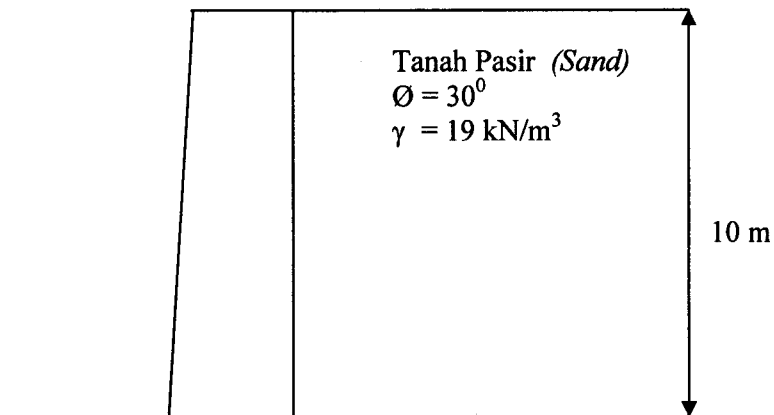 Tanah Pasir (Sand)
Ø = 30⁰
γ = 19 kN/m³
10 m